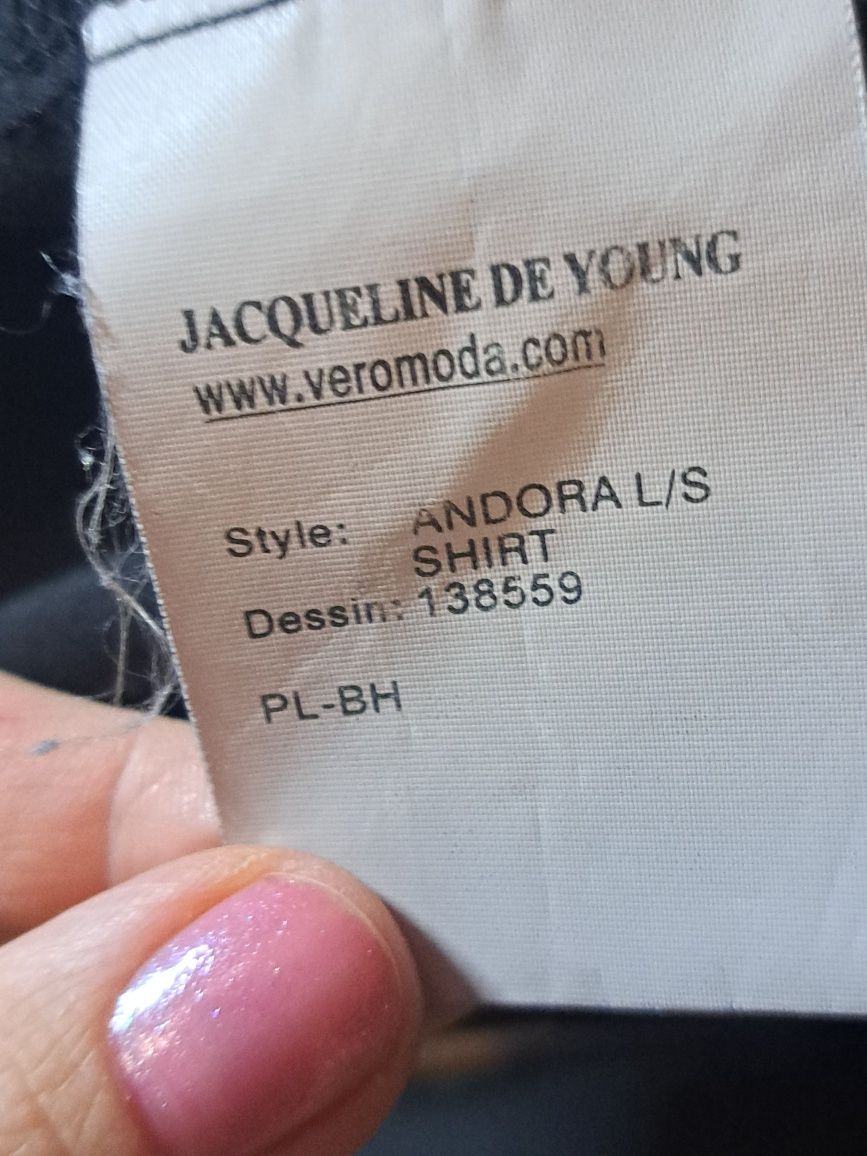 JACQUELINE DE YOUNG
www.veromoda.com
Style: ANDORA L/S
SHIRT
Dessin: 138559
PL-BH